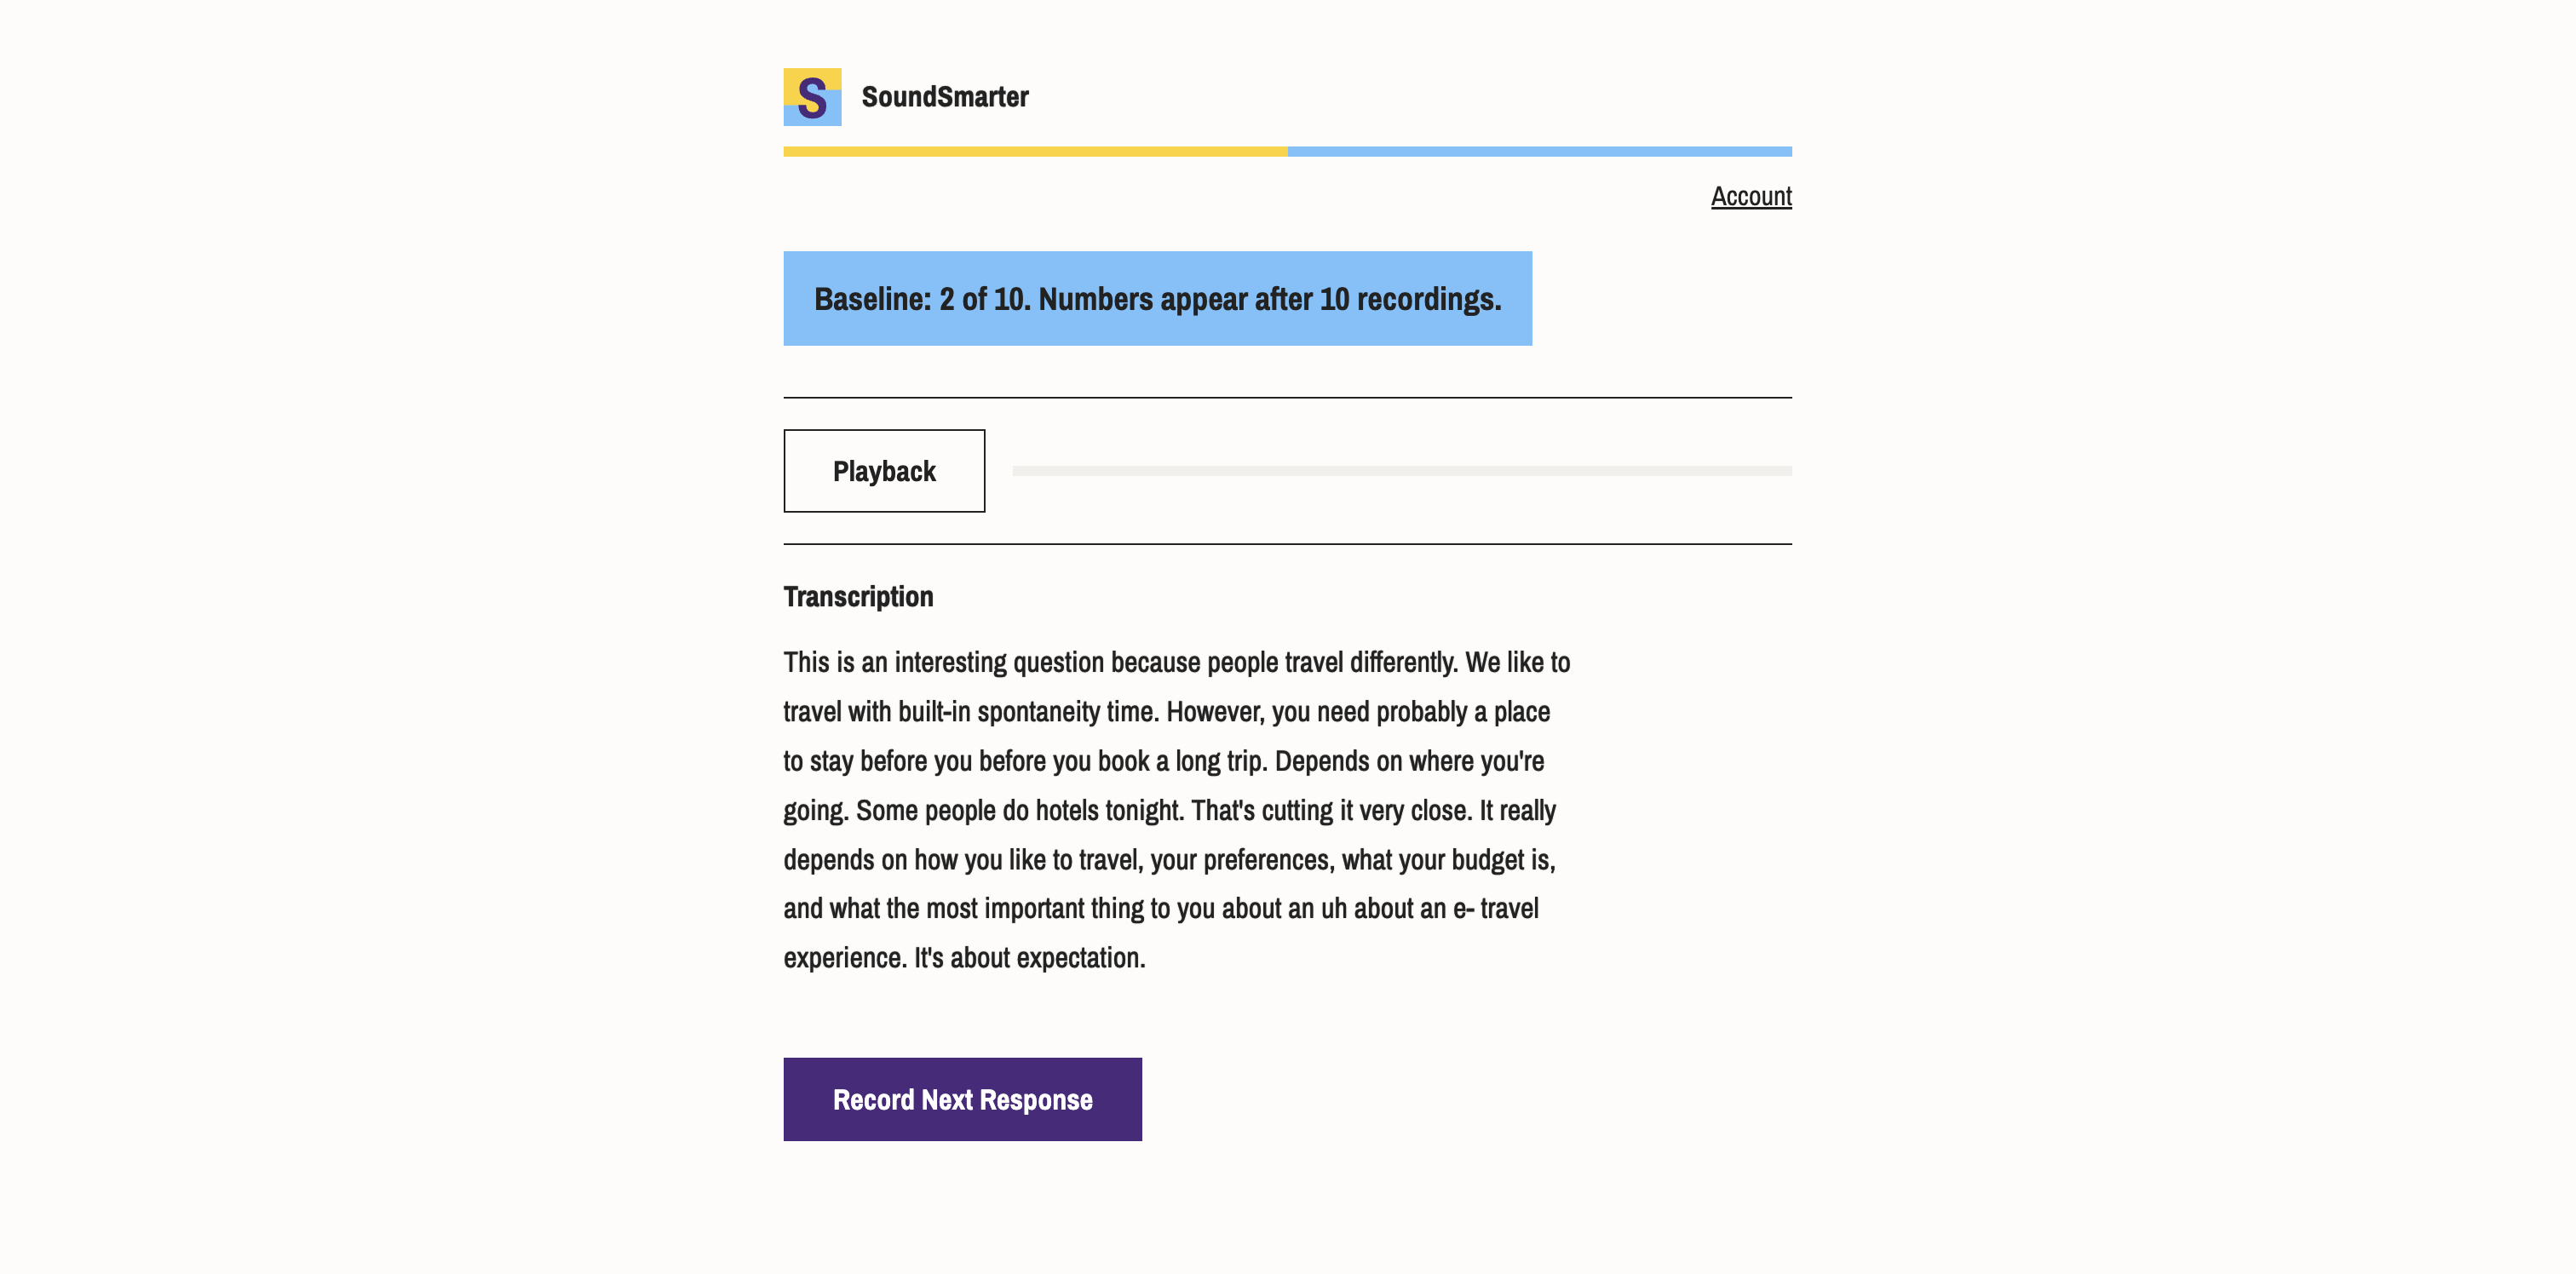 S
SoundSmarter
Account
Baseline: 2 of 10. Numbers appear after 10 recordings.
Playback
Transcription
This is an interesting question because people travel differently. We like to
travel with built-in spontaneity time. However, you need probably a place
to stay before you before you book a long trip. Depends on where you're
going. Some people do hotels tonight. That's cutting it very close. It really
depends on how you like to travel, your preferences, what your budget is,
and what the most important thing to you about an uh about an e- travel
experience. It's about expectation.
Record Next Response